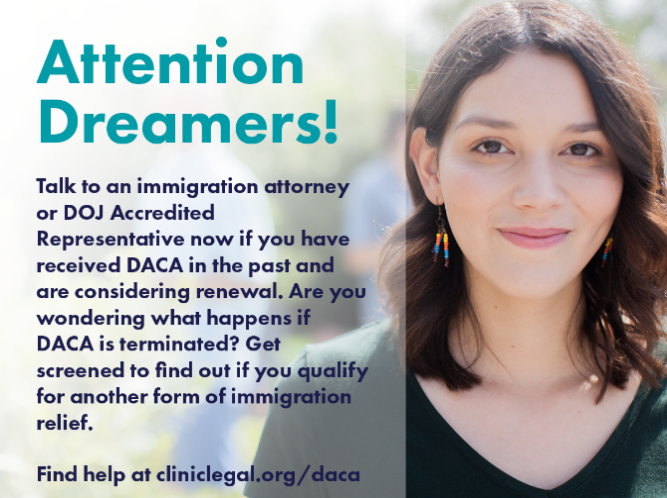 Attention
Dreamers!
Talk to an immigration attorney
or DOJ Accredited
Representative now if you have
received DACA in the past and
are considering renewal. Are you
wondering what happens if
DACA is terminated? Get
screened to find out if you qualify
for another form of immigration
relief.
Find help at cliniclegal.org/daca